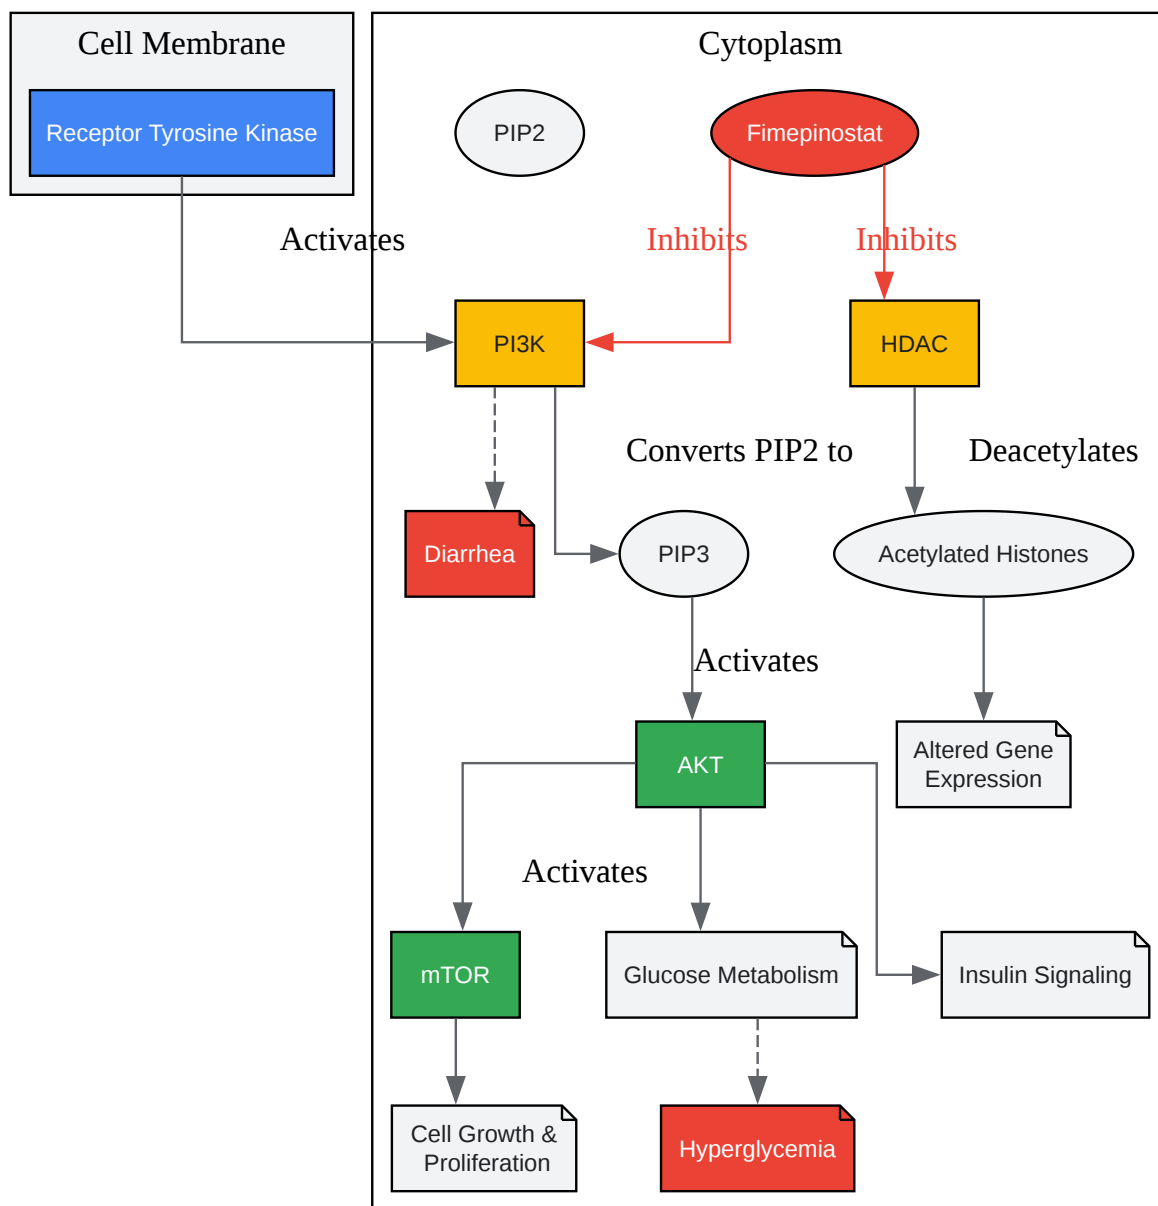 Cell Membrane
Cytoplasm
Receptor Tyrosine Kinase
PIP2
Fimepinostat
Activates
Inhibits
Inhibits
PI3K
HDAC
Converts PIP2 to
Deacetylates
Diarrhea
PIP3
Acetylated Histones
Activates
AKT
Altered Gene
Expression
Activates
mTOR
Glucose Metabolism
Insulin Signaling
Cell Growth &
Proliferation
Hyperglycemia